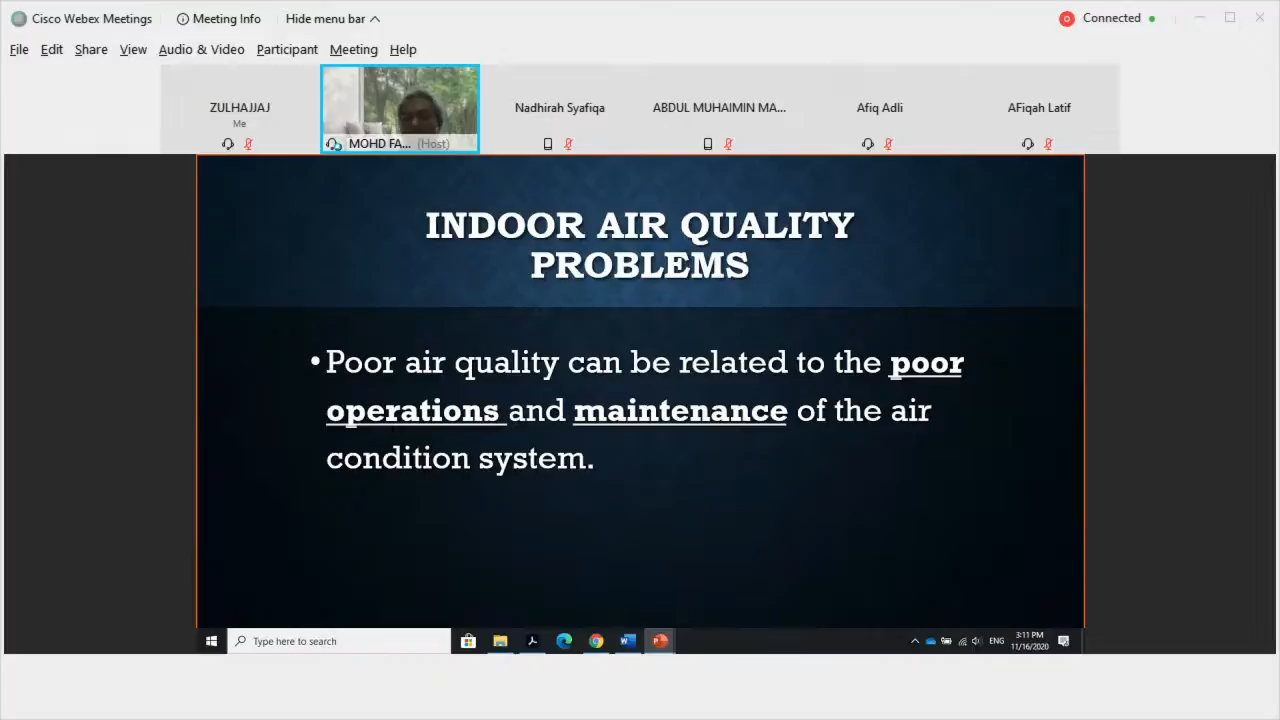 Cisco Webex Meetings
Meeting Info
Hide menu bar
Connected
File Edit Share View Audio & Video Participant Meeting Help
ZULHAJJAJ
Me
MOHD FA... (Host)
Nadhirah Syafiqa
ABDUL MUHAIMIN MA...
Afiq Adli
AFiqah Latif
INDOOR AIR QUALITY
PROBLEMS
• Poor air quality can be related to the poor
operations and maintenance of the air
condition system.
Type here to search
ENG
3:11 PM
11/16/2020